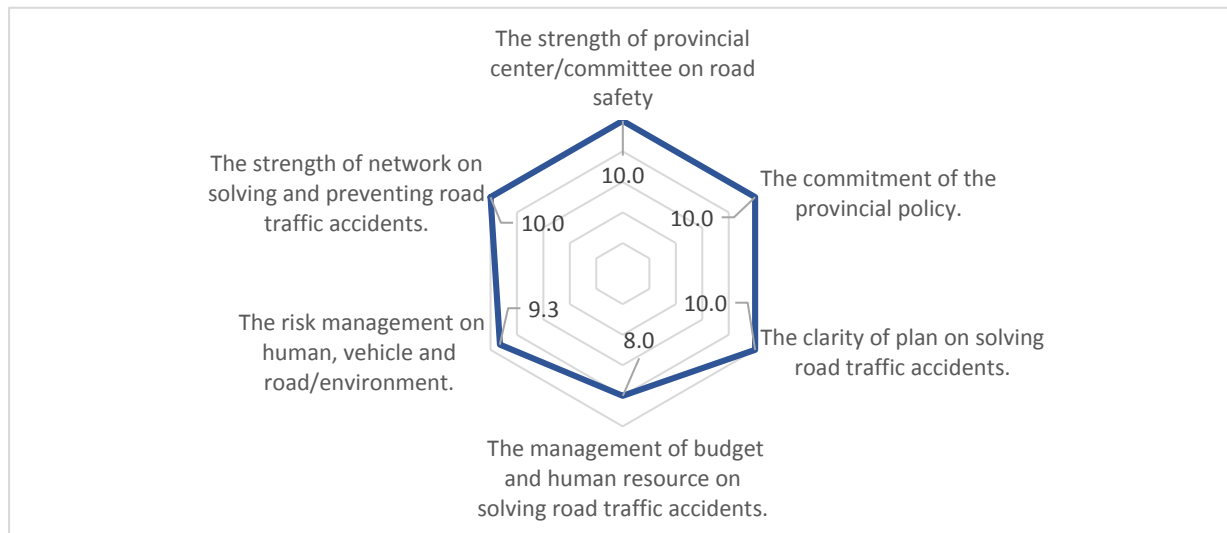 The strength of provincial
center/committee on road
safety
10.0
The commitment of the
provincial policy.
10.0
The clarity of plan on solving
road traffic accidents.
10.0
The management of budget
and human resource on
solving road traffic accidents.
8.0
The risk management on
human, vehicle and
road/environment.
9.3
The strength of network on
solving and preventing road
traffic accidents.
10.0